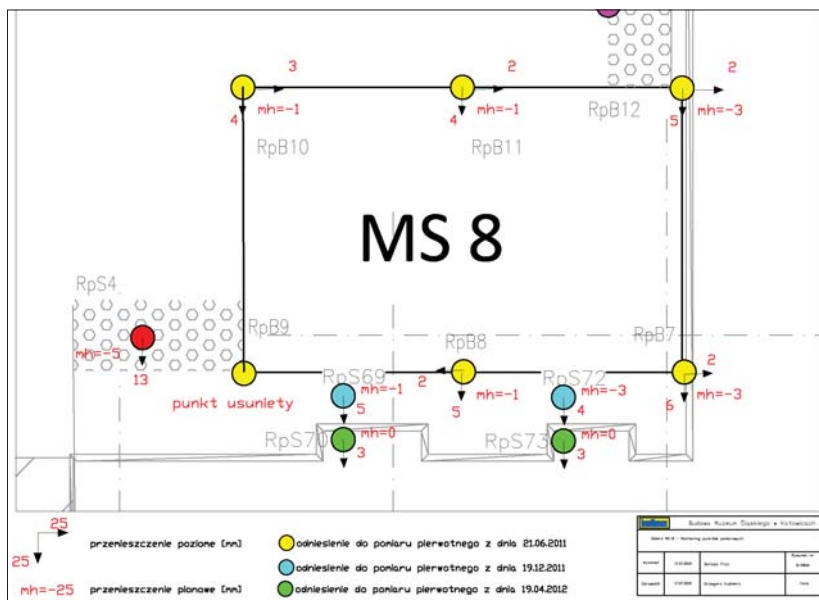 3
2
2
mh=-1
mh=-1
mh=-3
4
4
5
RpB12
RpB10
RpB11
MS 8
RpS4
RpB9
RpB8
RpB7
mh=-5
13
RpS69
RpS72
2
2
punkt usuniety
mh=-1
mh=-1
mh=-3
mh=-3
5
5
4
6
RpS70
mh=0
RpS73
mh=0
3
3
25
przemieszczenie poziome [mm]
odniesienie do pomiaru pierwotnego z dnia 21.06.2011
25
odniesienie do pomiaru pierwotnego z dnia 19.12.2011
mh=-25
przemieszczenie pionowe [mm]
odniesienie do pomiaru pierwotnego z dnia 19.04.2012
Budowa Muzeum Śląskiego w Katowicach